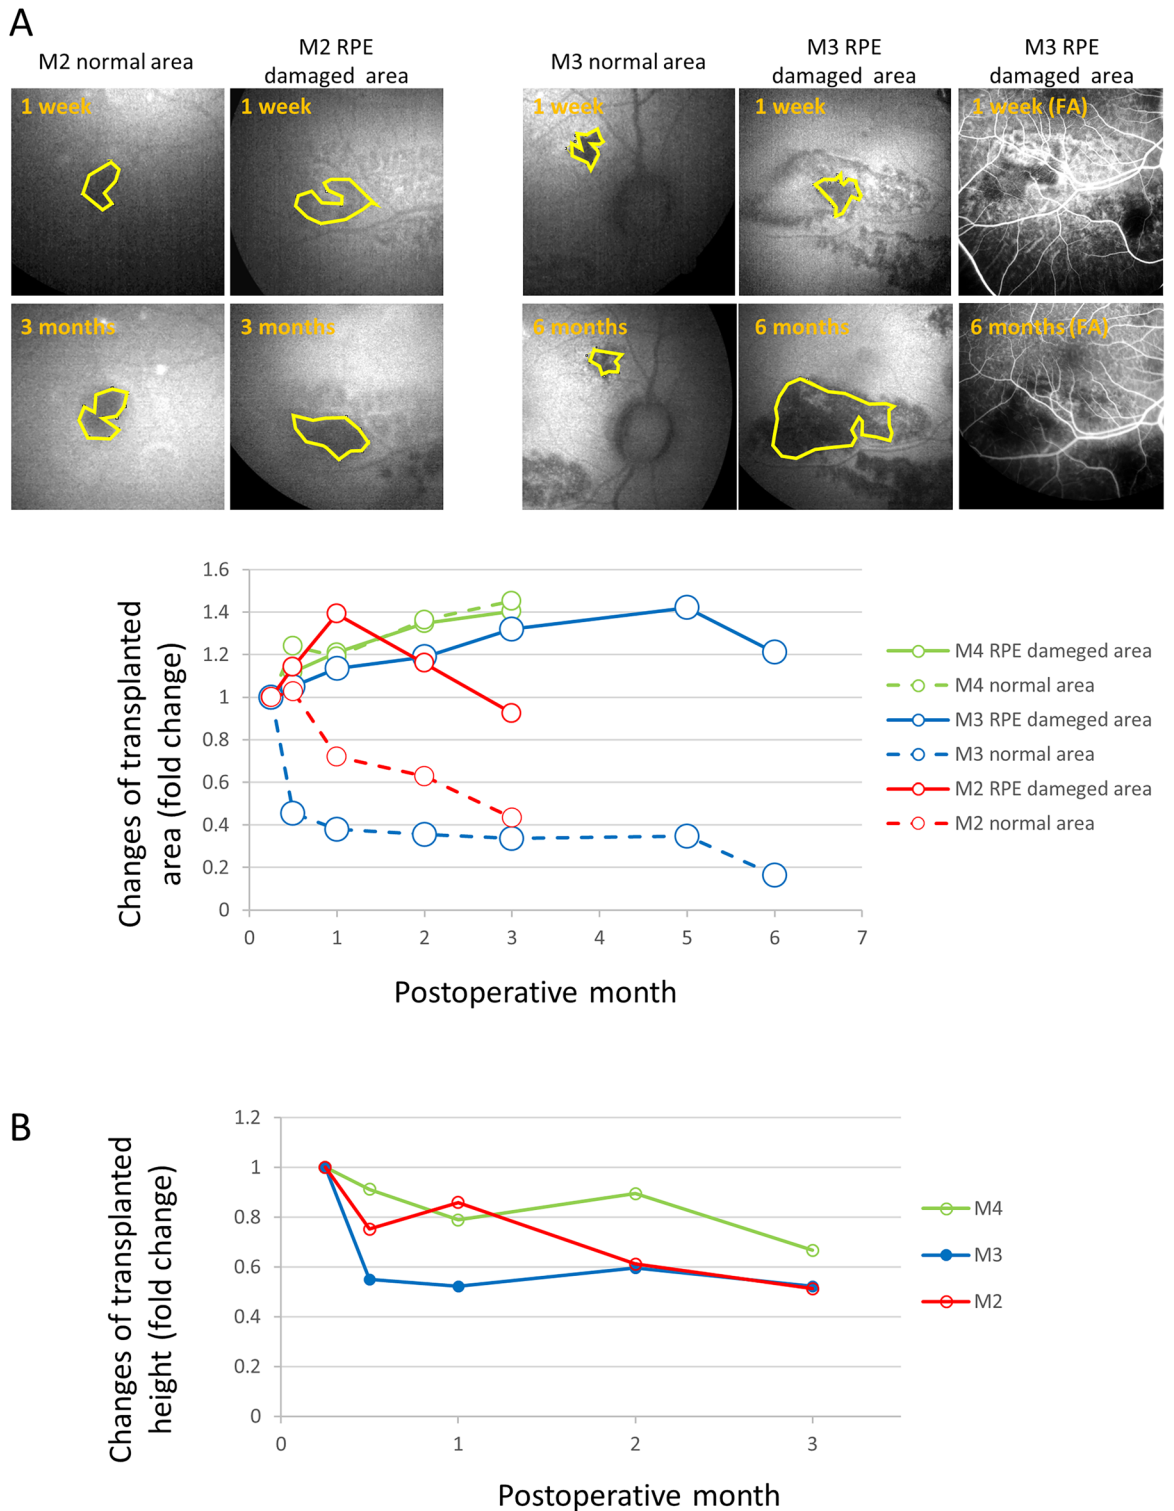 A
M2 normal area
M2 RPE
damaged area
M3 normal area
M3 RPE
damaged area
M3 RPE
damaged area
1 week
1 week
1 week
1 week
1 week (FA)
3 months
3 months
6 months
6 months
6 months (FA)
Changes of transplanted
area (fold change)
1.6
1.4
1.2
1
0.8
0.6
0.4
0.2
0
0 1 2 3 4 5 6 7
Postoperative month
M4 RPE dameged area
M4 normal area
M3 RPE dameged area
M3 normal area
M2 RPE dameged area
M2 normal area
B
Changes of transplanted
height (fold change)
1.2
1
0.8
0.6
0.4
0.2
0
0 1 2 3
Postoperative month
M4
M3
M2